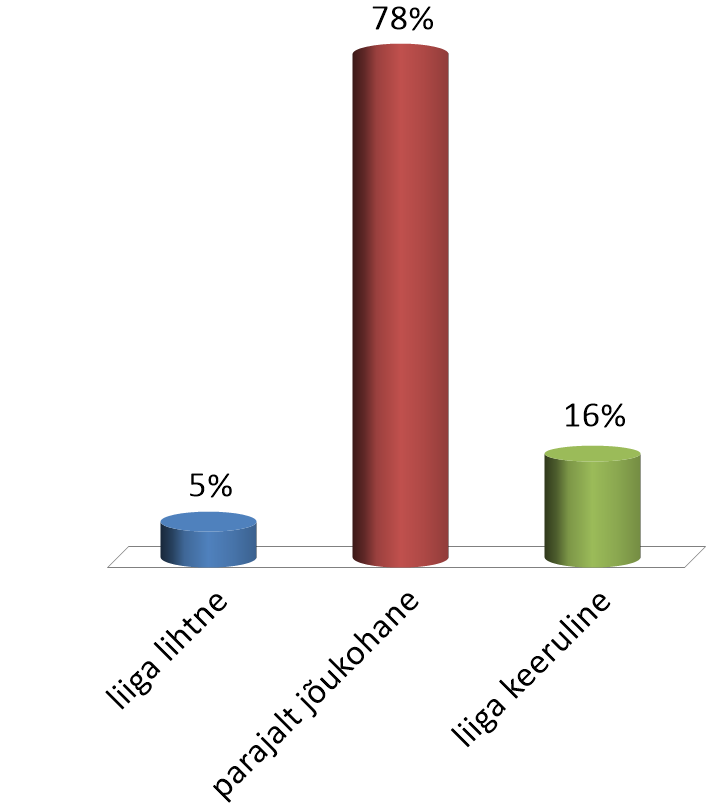 78%
16%
5%
liiga lihtne
parajalt jõukohane
liiga keeruline